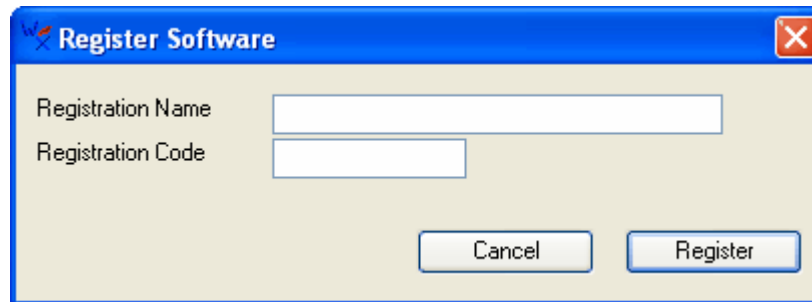 Register Software
Registration Name
Registration Code
Cancel Register